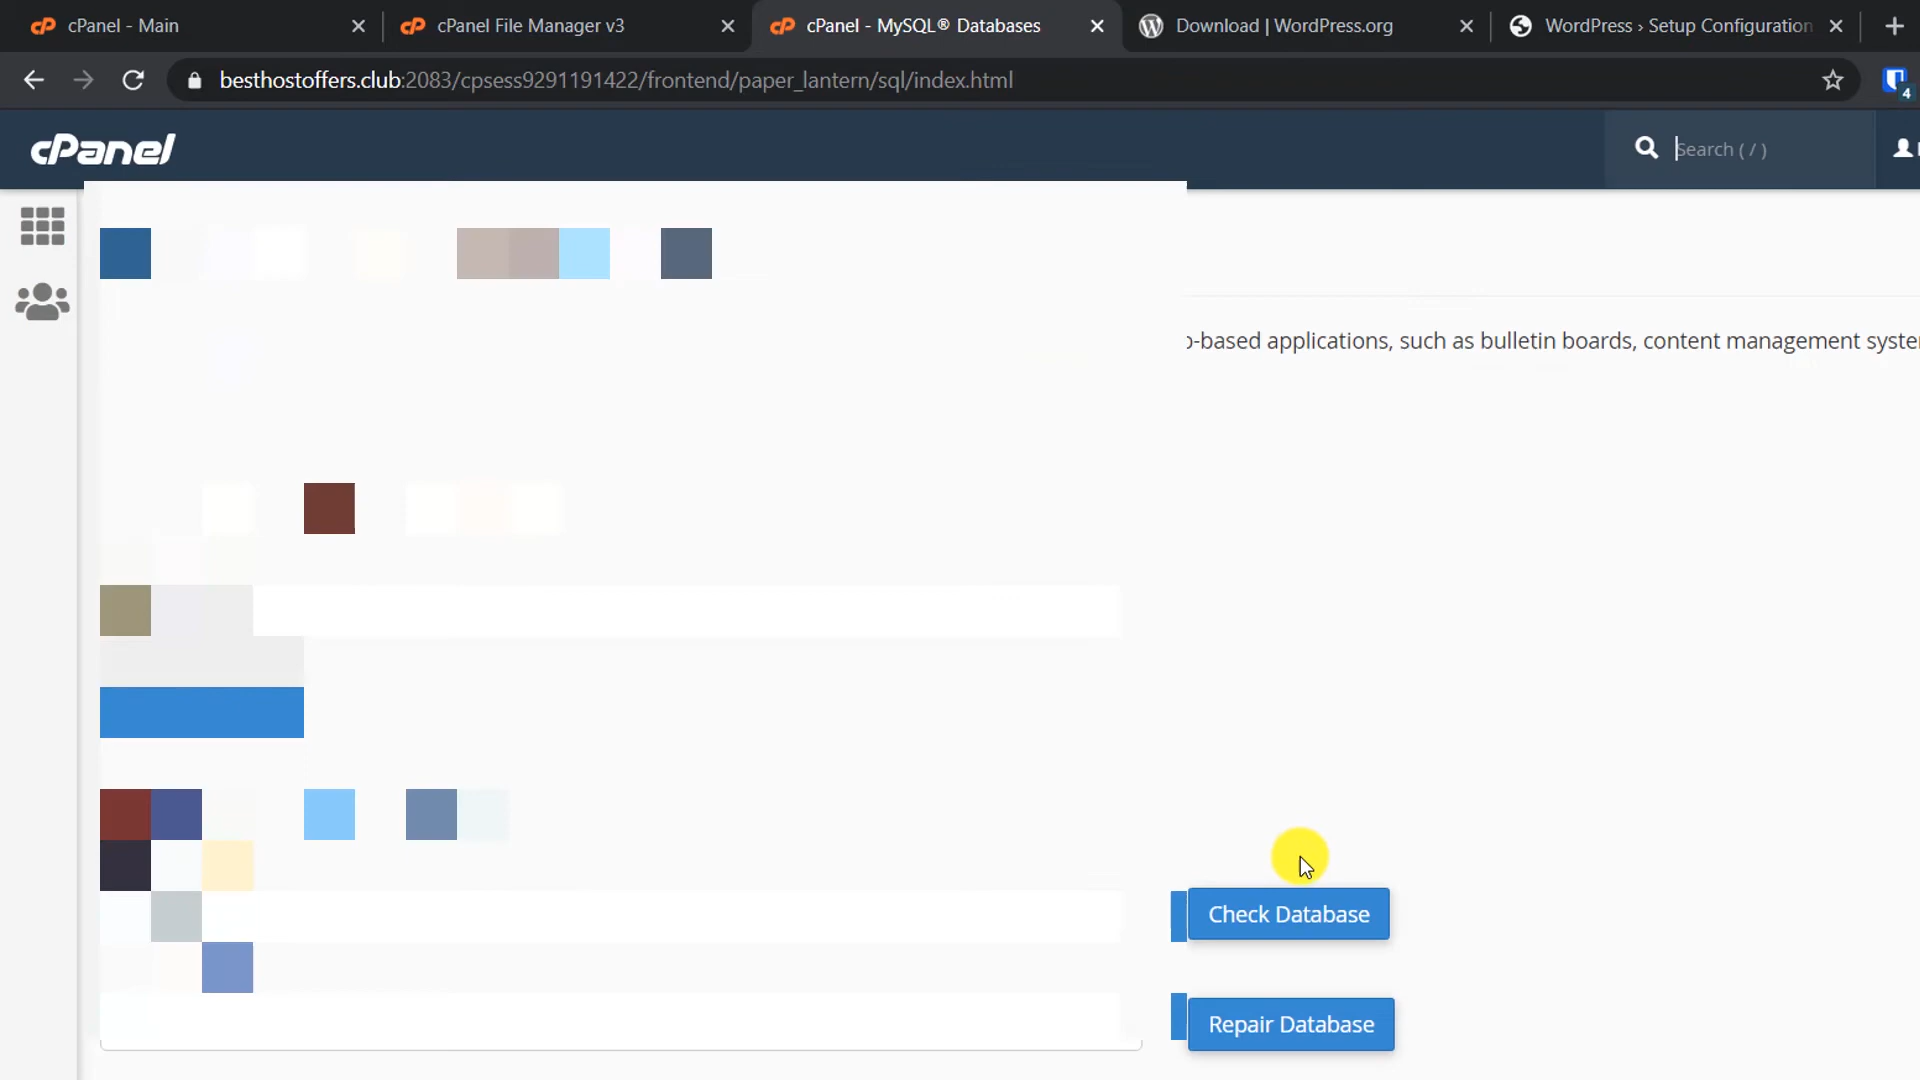 cPanel - Main
cPanel File Manager v3
cPanel - MySQL® Databases
Download | WordPress.org
WordPress › Setup Configuration
besthostoffers.club:2083/cpsess9291191422/frontend/paper_lantern/sql/index.html
4
cPanel
Search ( / )
-based applications, such as bulletin boards, content management syste
Check Database
Repair Database